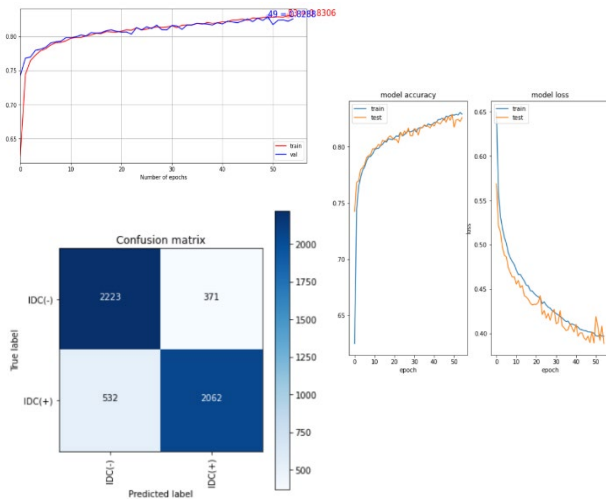 0.80
0.75
0.70
0.65
0
10
20
30
40
50
Number of epochs
train
val
model accuracy
train
test
0.80
0.75
0.70
65
0 10 20 30 40 50
epoch
model loss
train
test
0.65
0.60
0.55
0.50
0.45
0.40
loss
0 10 20 30 40 50
epoch
Confusion matrix
True label
IDC(-)
2223
371
IDC(+)
532
2062
IDC(-)
IDC(+)
Predicted label
2000
1750
1500
1250
1000
750
500